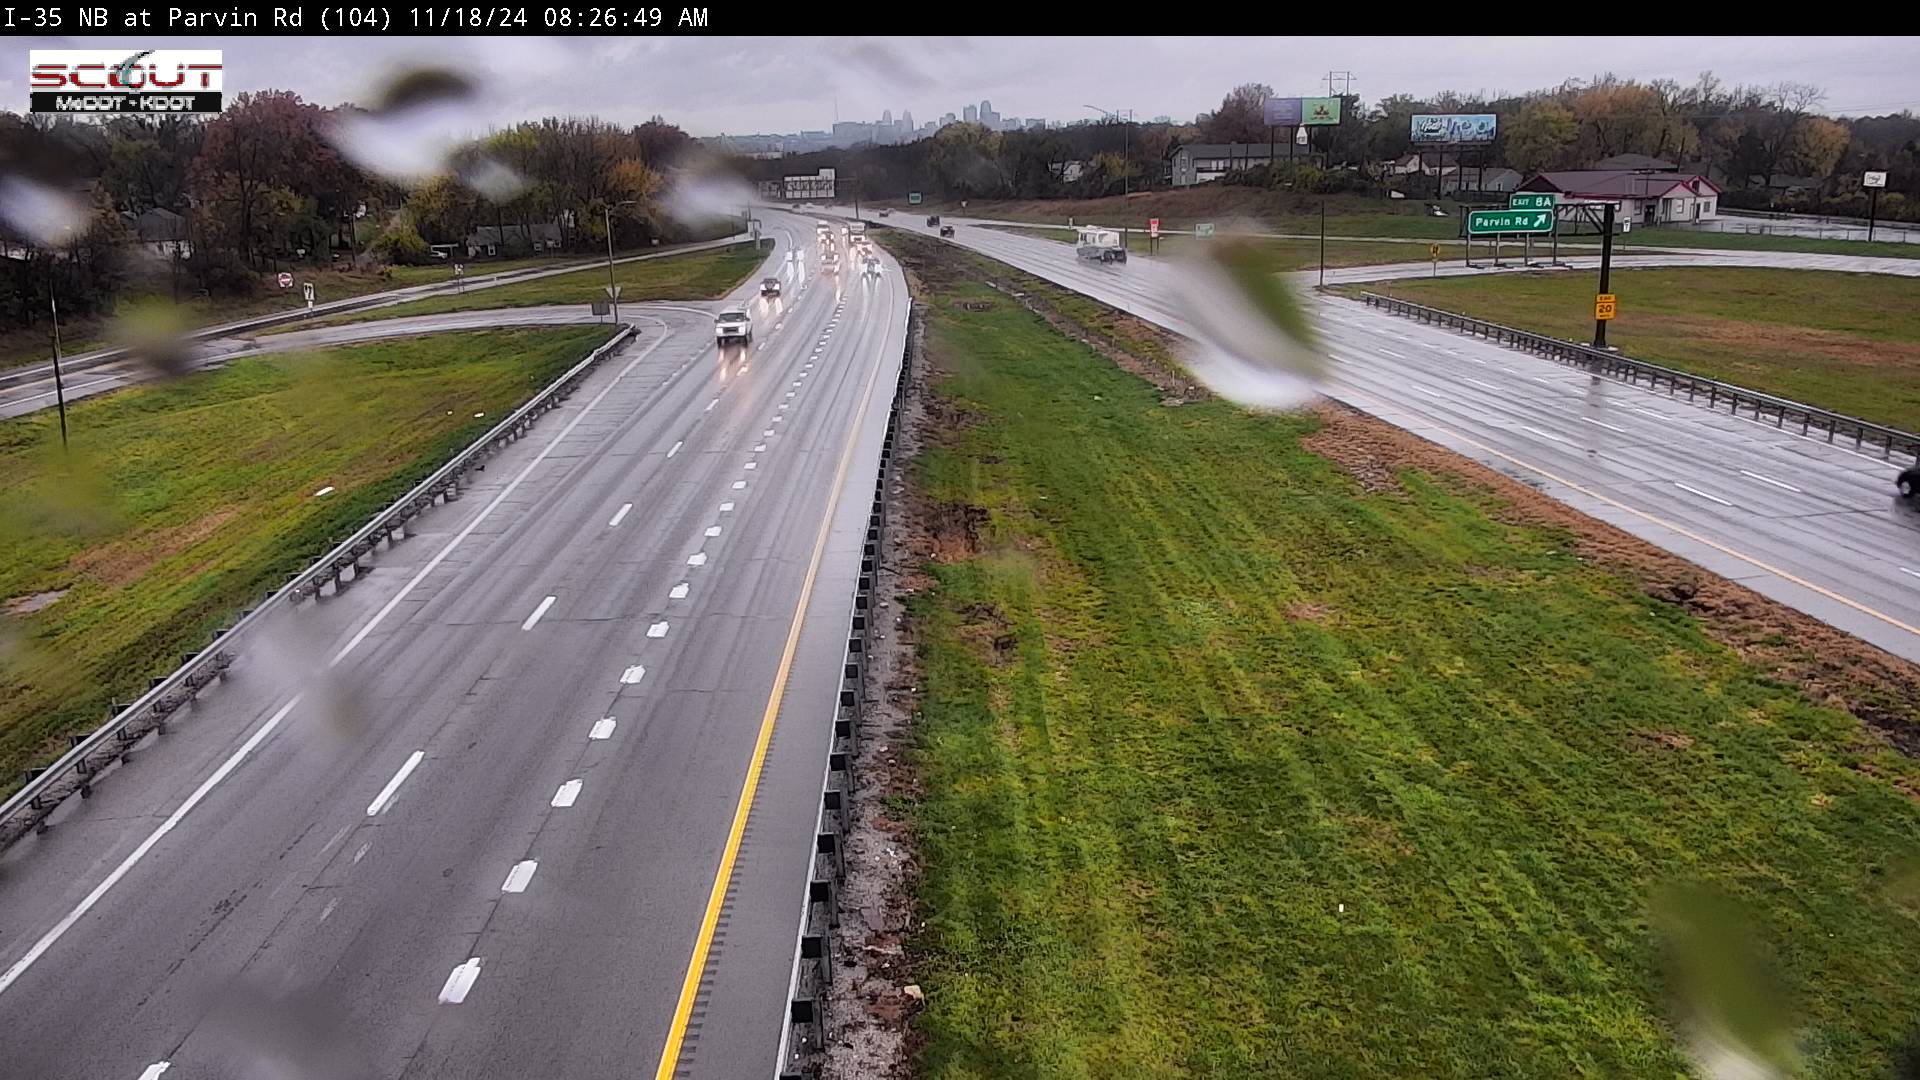 I-35 NB at Parvin Rd (104) 11/18/24 08:26:49 AM
SCOUT
MoDOT - KDOT
EXIT 8A
Parvin Rd
EXIT
20